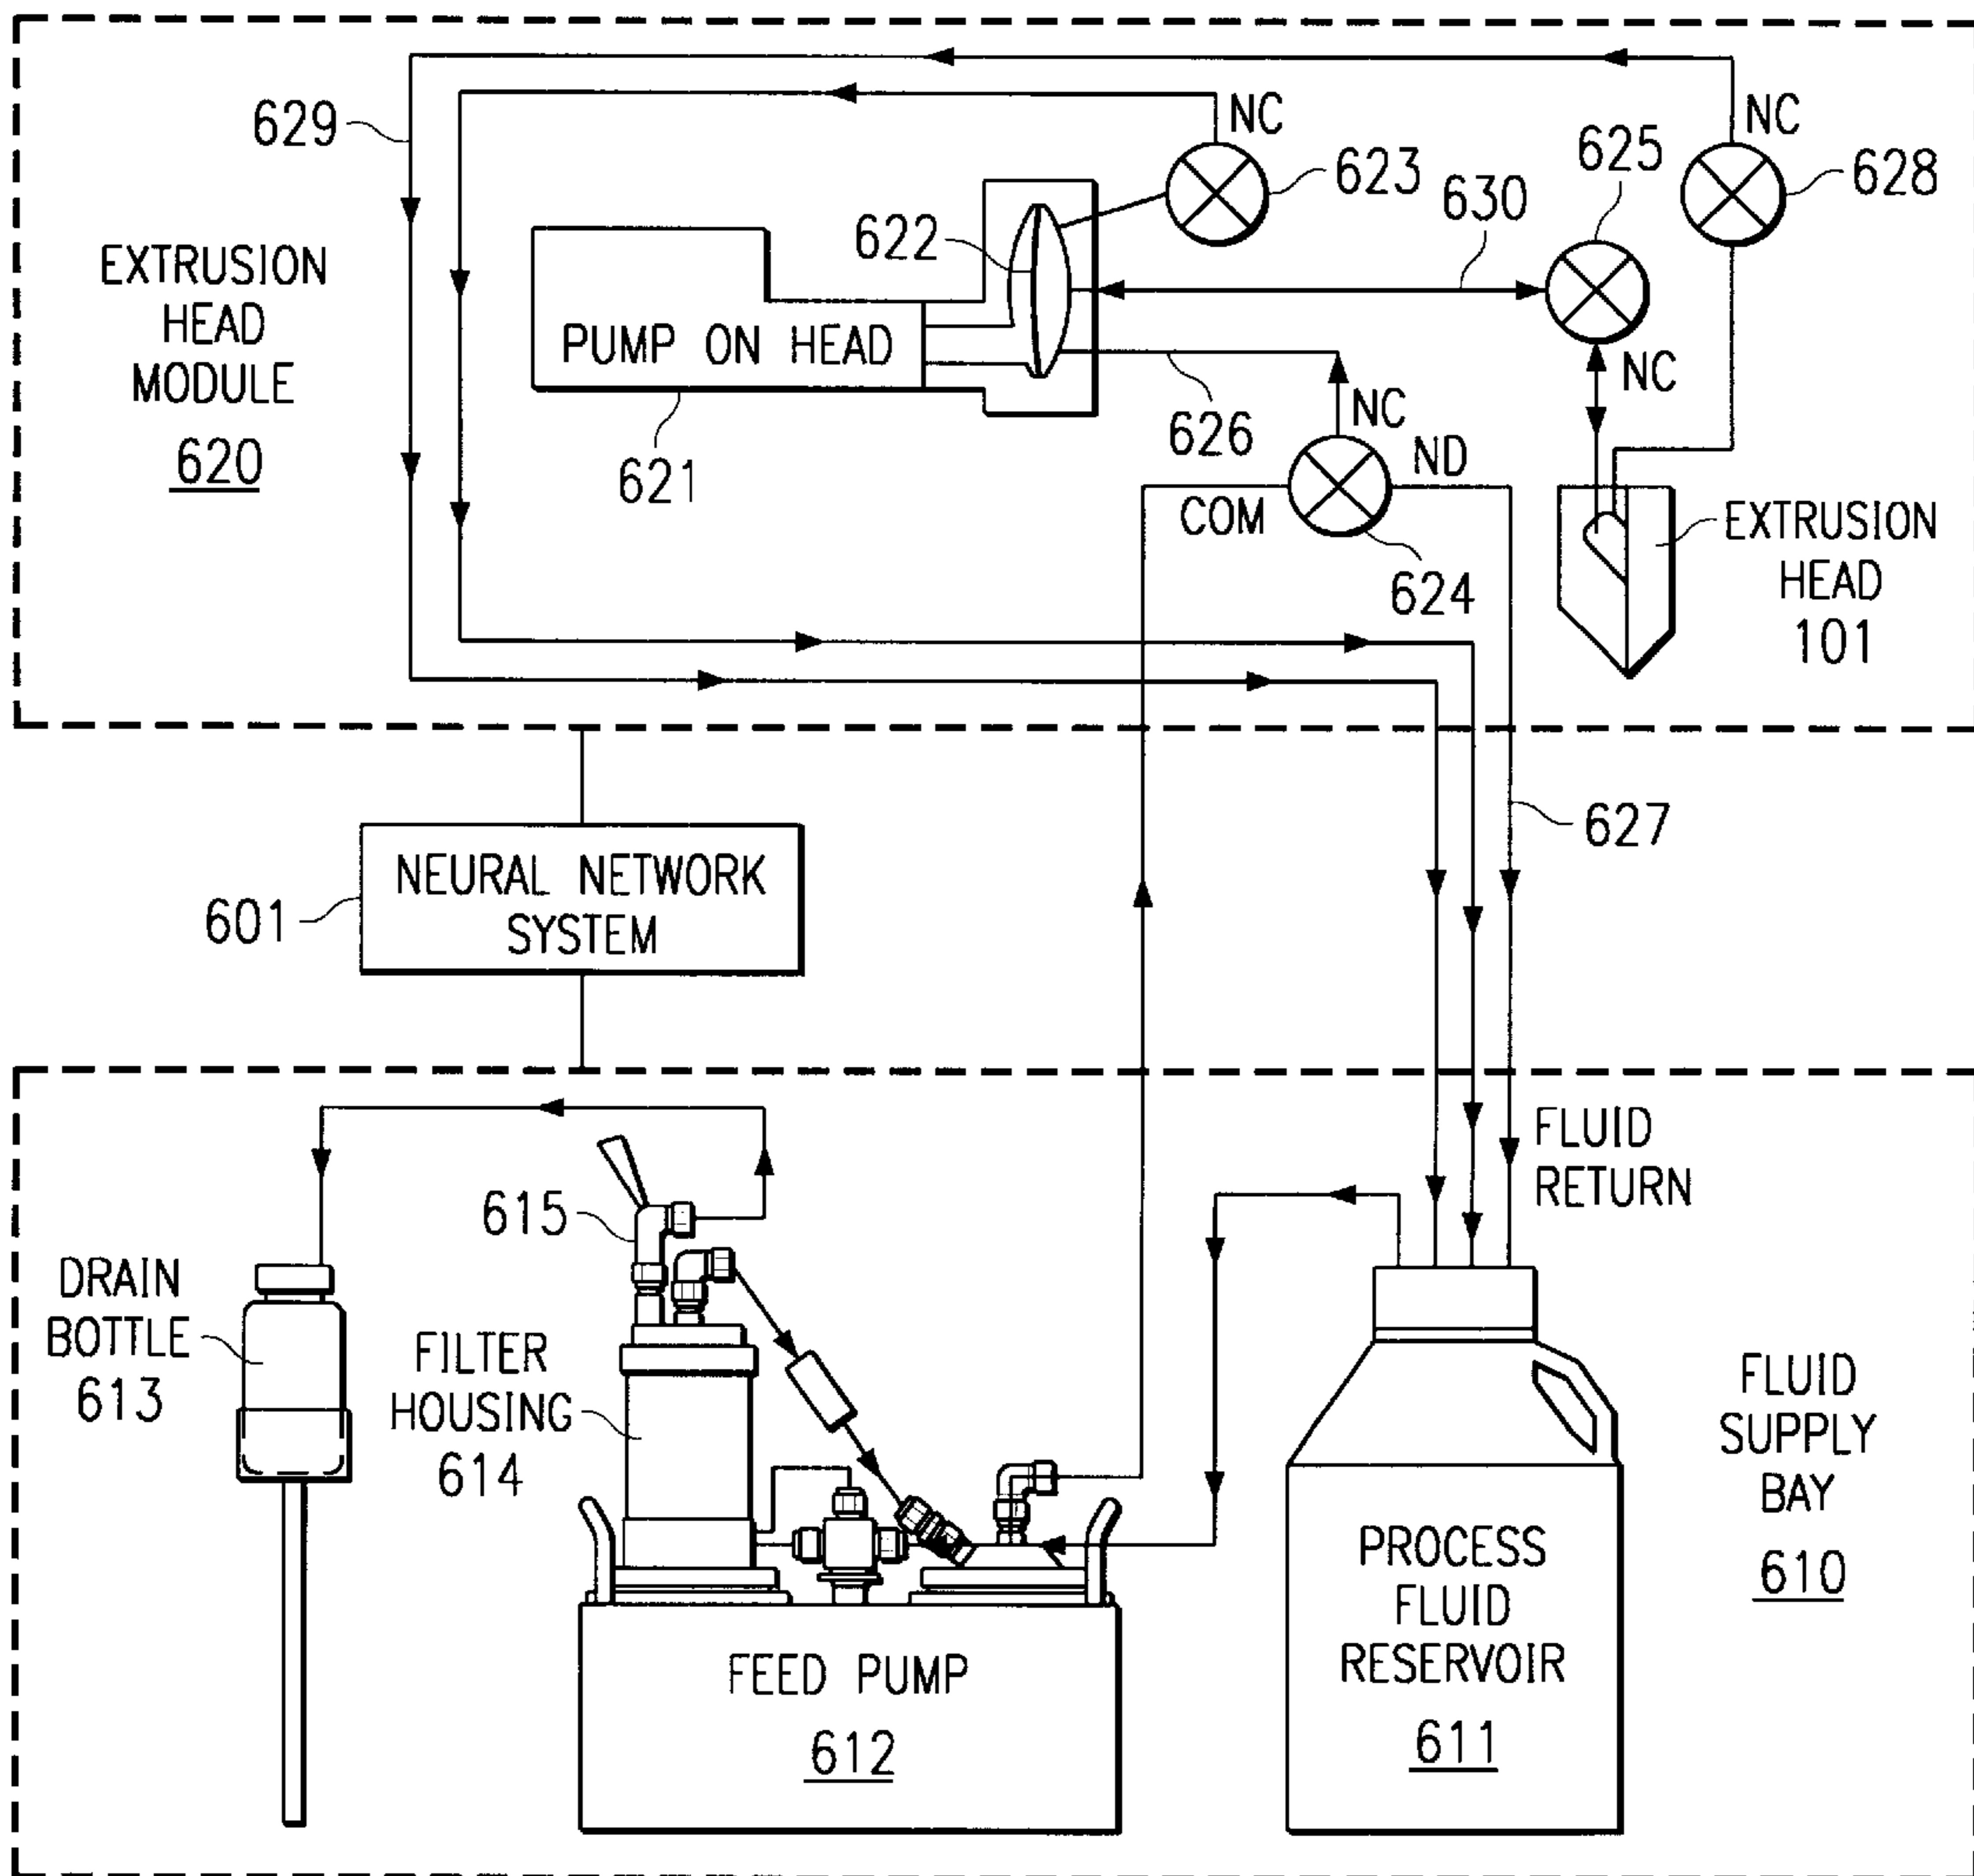 629
NC
623
625
NC
628
EXTRUSION
HEAD
MODULE
620
622
630
PUMP ON HEAD
621
626
NC
ND
COM
624
NC
EXTRUSION
HEAD
101
627
NEURAL NETWORK
SYSTEM
601
FLUID
RETURN
615
DRAIN
BOTTLE
613
FILTER
HOUSING
614
FLUID
SUPPLY
BAY
610
PROCESS
FLUID
RESERVOIR
611
FEED PUMP
612